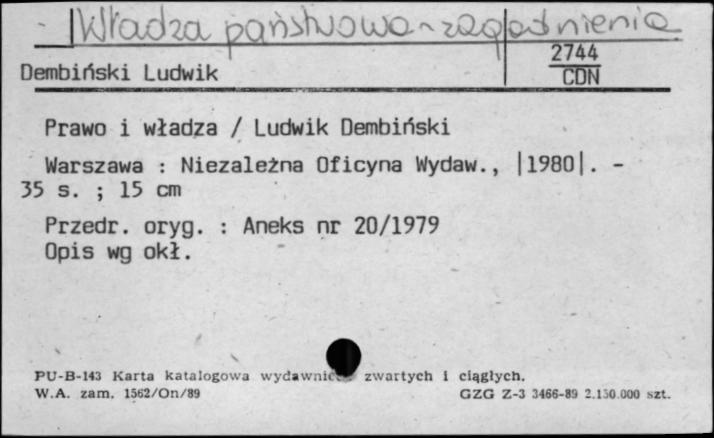 Władza państwowa - zagadnienia
2744
Dembiński Ludwik
CDN
Prawo i władza / Ludwik Dembiński
Warszawa : Niezależna Oficyna Wydaw., |1980|. -
35 s. ; 15 cm
Przedr. oryg. : Aneks nr 20/1979
Opis wg okł.
PU-B-143 Karta katalogowa zwartych i ciągłych.
W.A. zam. 1562/On/89 GZG Z-3 3466-89 2.150.000 szt.